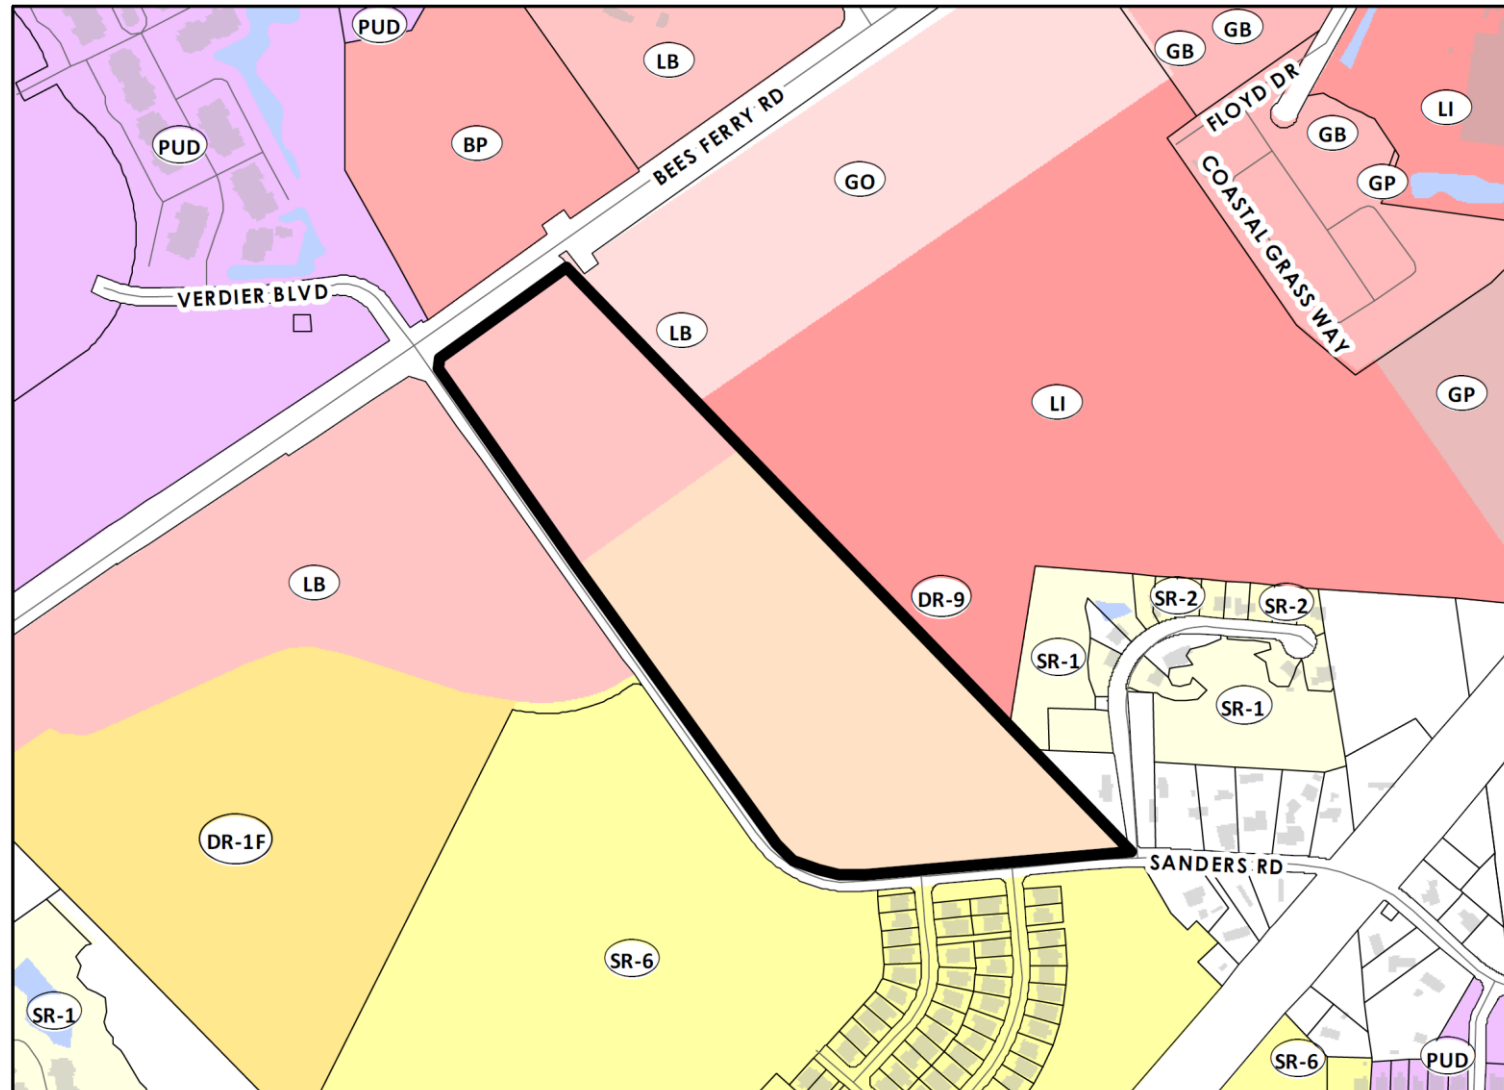 PUD
GB
GB
LB
FLOYD DR
LI
BEES FERRY RD
GB
PUD
BP
GO
GP
COASTAL GRASS WAY
VERDIER BLVD
LB
GP
LI
LB
DR-9
SR-2
SR-2
SR-1
SR-1
DR-1F
SANDERS RD
SR-6
SR-1
SR-6
PUD